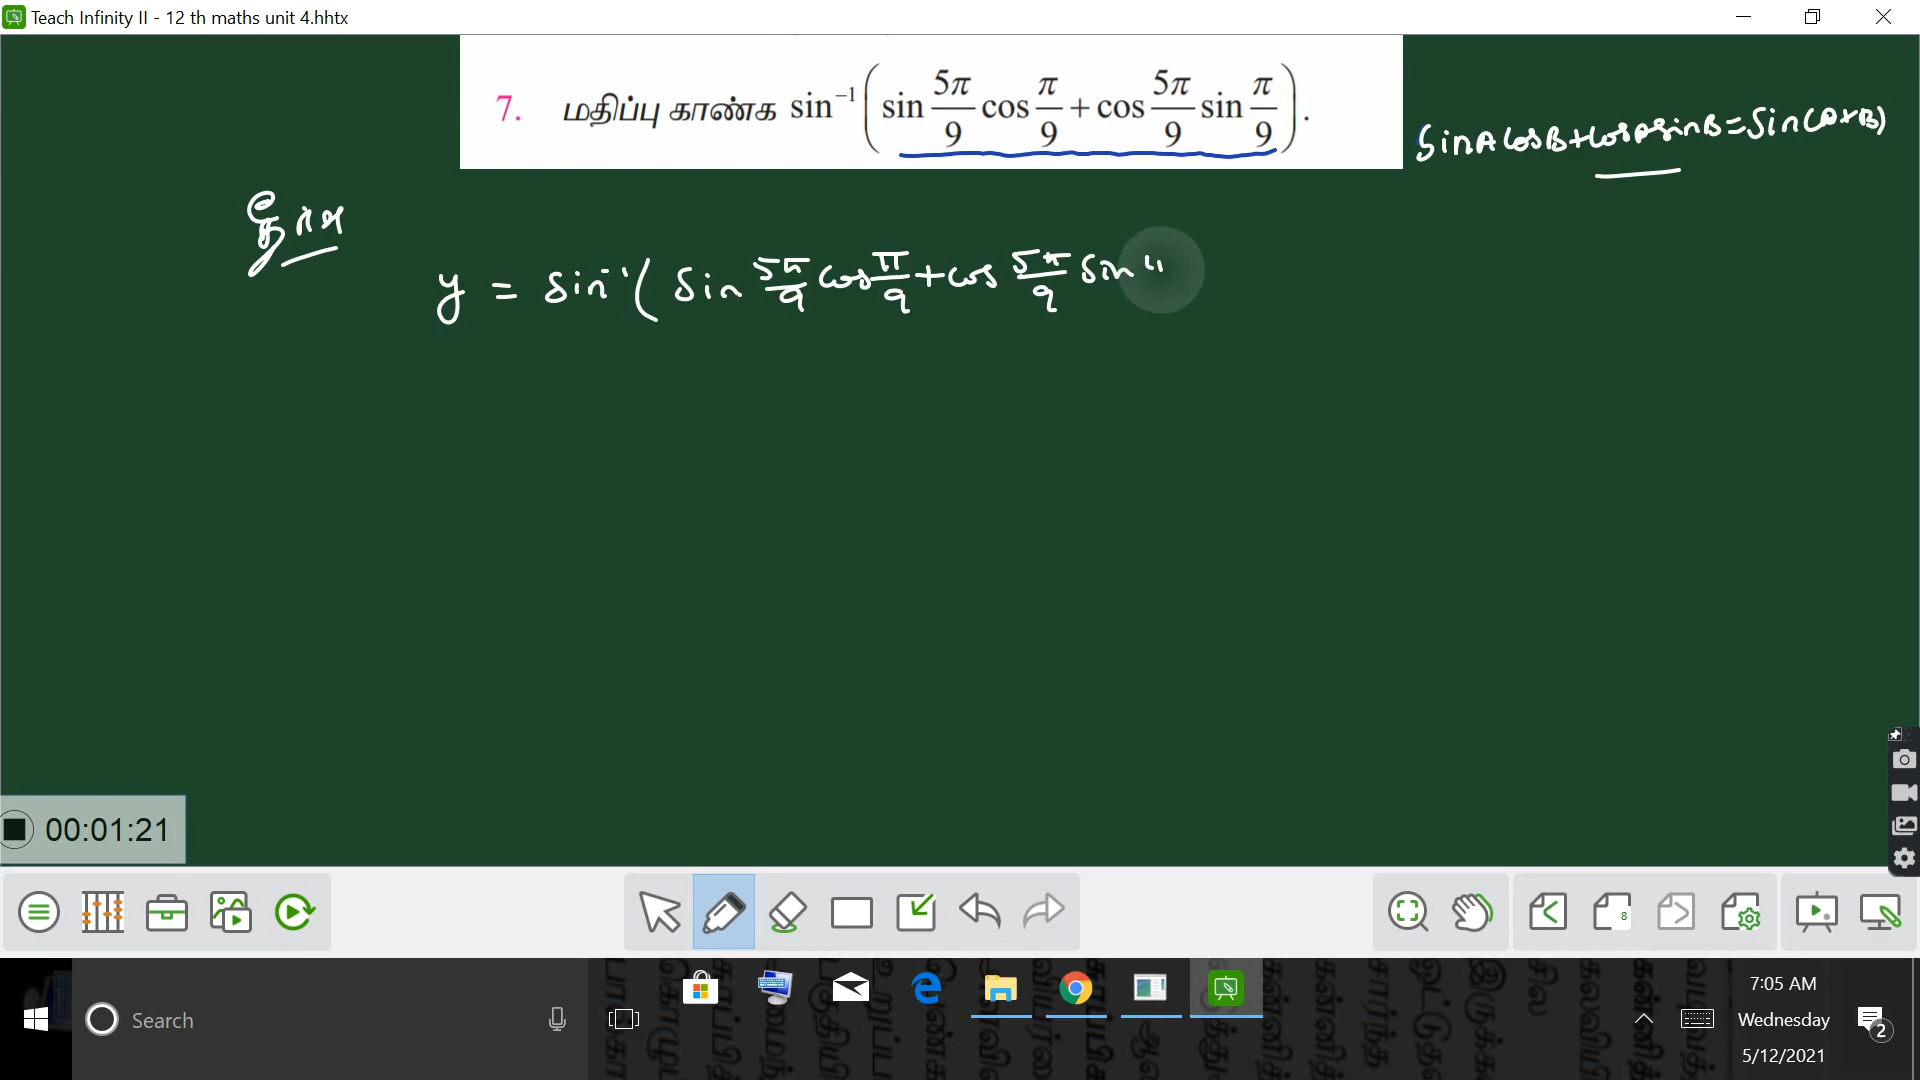 Teach Infinity II - 12 th maths unit 4.hhtx
7. மதிப்பு காண்க sin⁻¹(sin 5π/9 cos π/9 + cos 5π/9 sin π/9).
SinA CosB + CosA SinB = Sin(A+B)
y = Sin⁻¹( Sin 5π/9 cos π/9 + cos 5π/9 Sin
00:01:21
8
Search
7:05 AM
Wednesday
5/12/2021
2